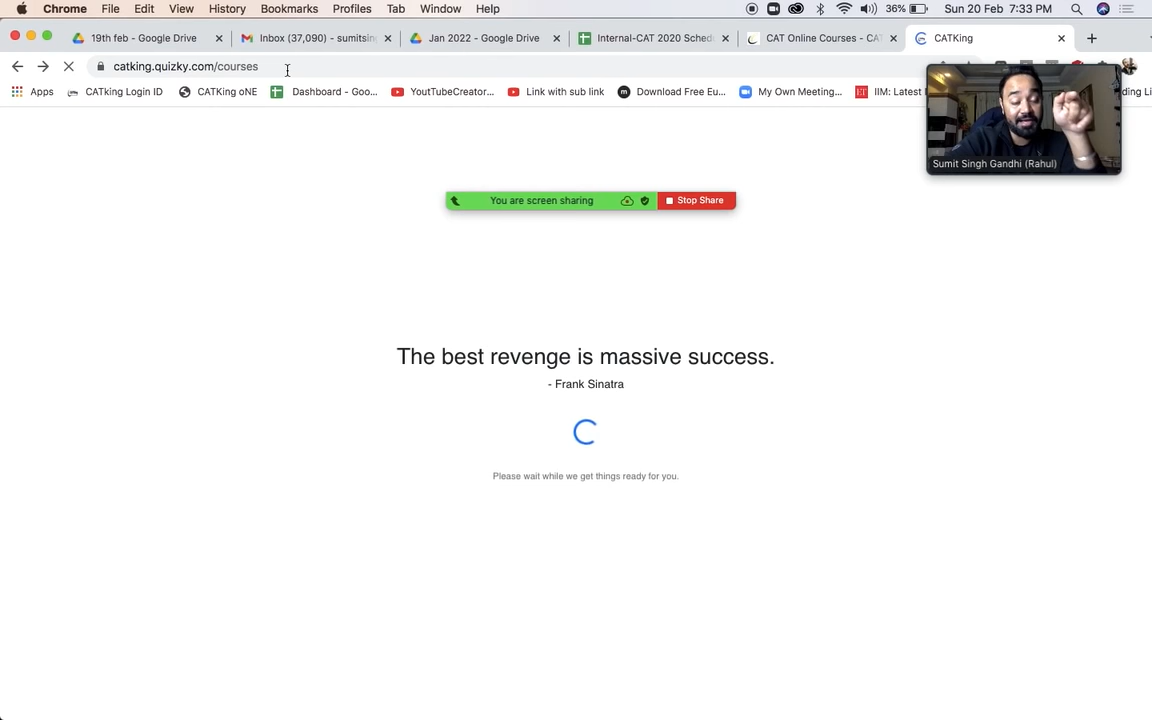 Chrome File Edit View History Bookmarks Profiles Tab Window Help 36% Sun 20 Feb 7:33 PM
19th feb - Google Drive Inbox (37,090) - sumitsin Jan 2022 - Google Drive Internal-CAT 2020 Sched CAT Online Courses - CAT CATKing
catking.quizky.com/courses
Apps CATking Login ID CATKing oNE Dashboard - Goo... YoutTubeCreator... Link with sub link Download Free Eu... My Own Meeting... IIM: Latest
Sumit Singh Gandhi (Rahul)
You are screen sharing Stop Share
The best revenge is massive success.
- Frank Sinatra
Please wait while we get things ready for you.